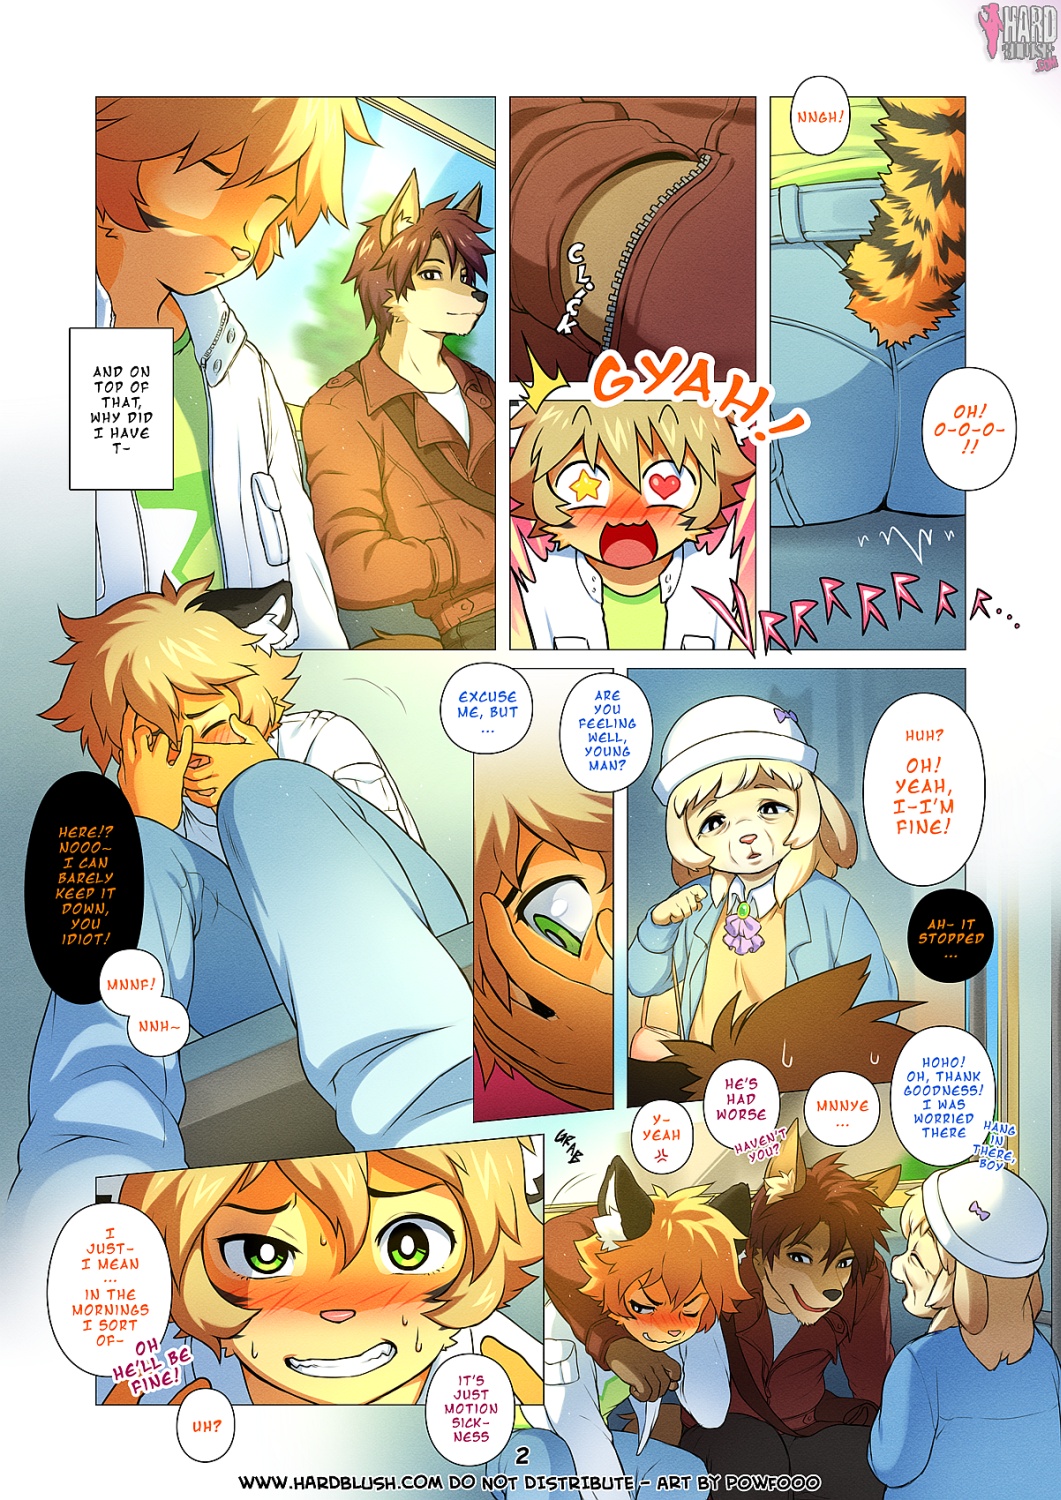 HARD
BLUSH
.COM
NNGH!
AND ON
TOP OF
THAT,
WHY DID
I HAVE
T~
CLICK
GYAH!
OH!
O-O-O-
!!
VRRRRRRR...
EXCUSE
ME, BUT
...
ARE
YOU
FEELING
WELL,
YOUNG
MAN?
HUH?
OH!
YEAH,
I-I'M
FINE!
HERE!?
NOOO~
I CAN
BARELY
KEEP IT
DOWN,
YOU
IDIOT!
MNNF!
NNH~
AH- IT
STOPPED
...
HOHO!
OH, THANK
GOODNESS!
I WAS
WORRIED
THERE
HANG
IN
THERE,
BOY
HE'S
HAD
WORSE
HAVEN'T
YOU?
MNNYE
...
Y-
YEAH
GRAB
I
JUST-
I MEAN
...
IN THE
MORNINGS
I SORT
OF-
OH
HE'LL BE
FINE!
UH?
IT'S
JUST
MOTION
SICK-
NESS
2
WWW.HARDBLUSH.COM DO NOT DISTRIBUTE - ART BY POWFOOO